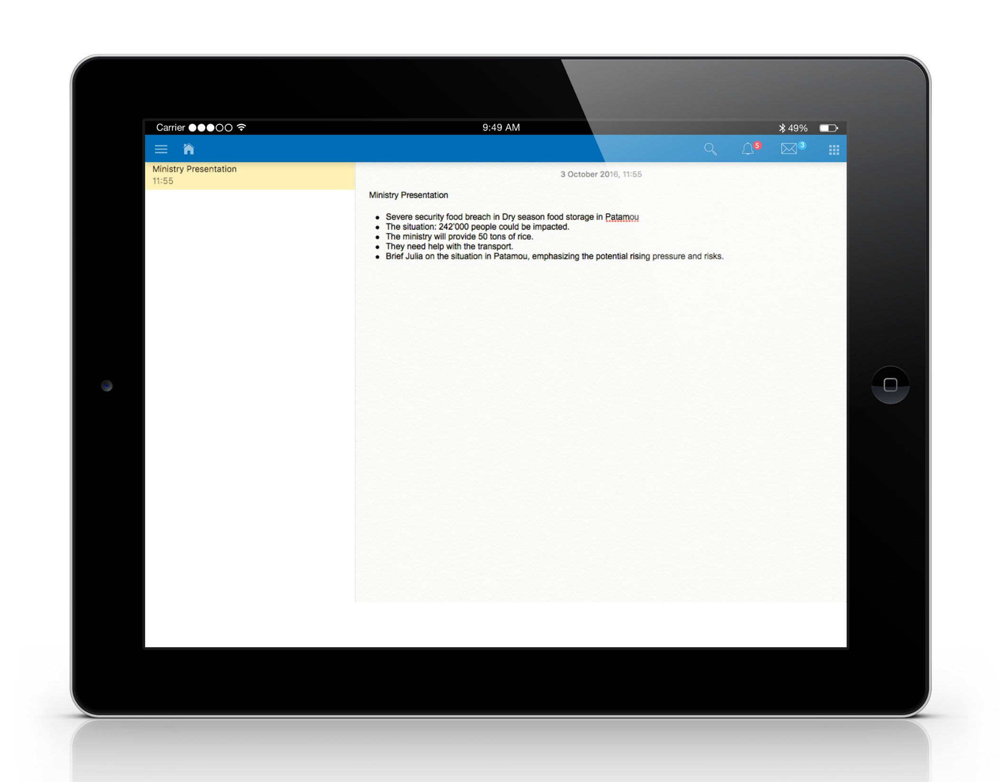 Carrier
9:49 AM
49%
5
3
Ministry Presentation
11:55
3 October 2016, 11:55
Ministry Presentation
• Severe security food breach in Dry season food storage in Patamou
• The situation: 242'000 people could be impacted.
• The ministry will provide 50 tons of rice.
• They need help with the transport.
• Brief Julia on the situation in Patamou, emphasizing the potential rising pressure and risks.